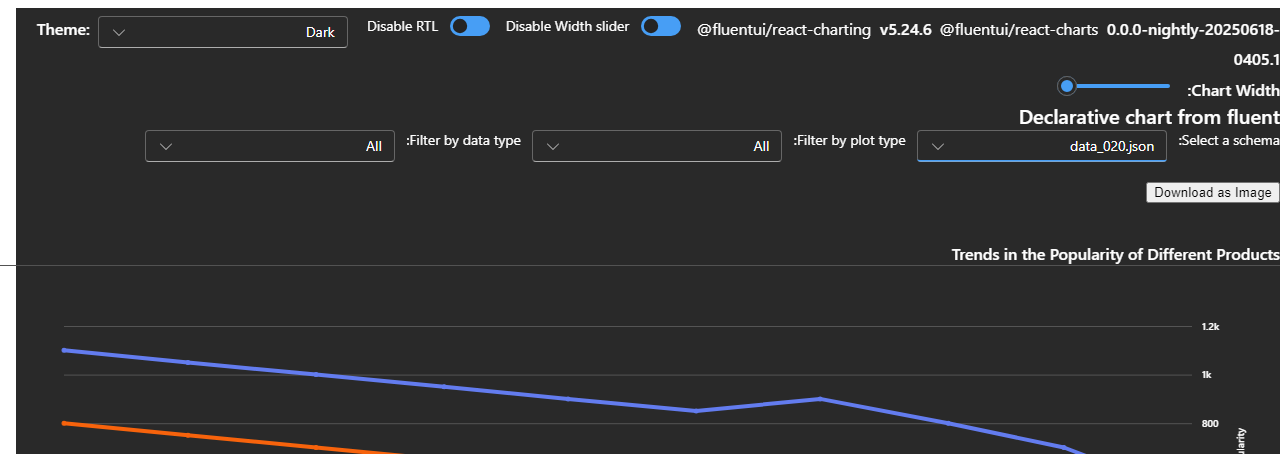 Theme: Dark Disable RTL Disable Width slider @fluentui/react-charting v5.24.6 @fluentui/react-charts 0.0.0-nightly-20250618-
0405.1
:Chart Width
Declarative chart from fluent
:Select a schema data_020.json :Filter by plot type All :Filter by data type All
Download as Image
Trends in the Popularity of Different Products
1.2k
1k
800